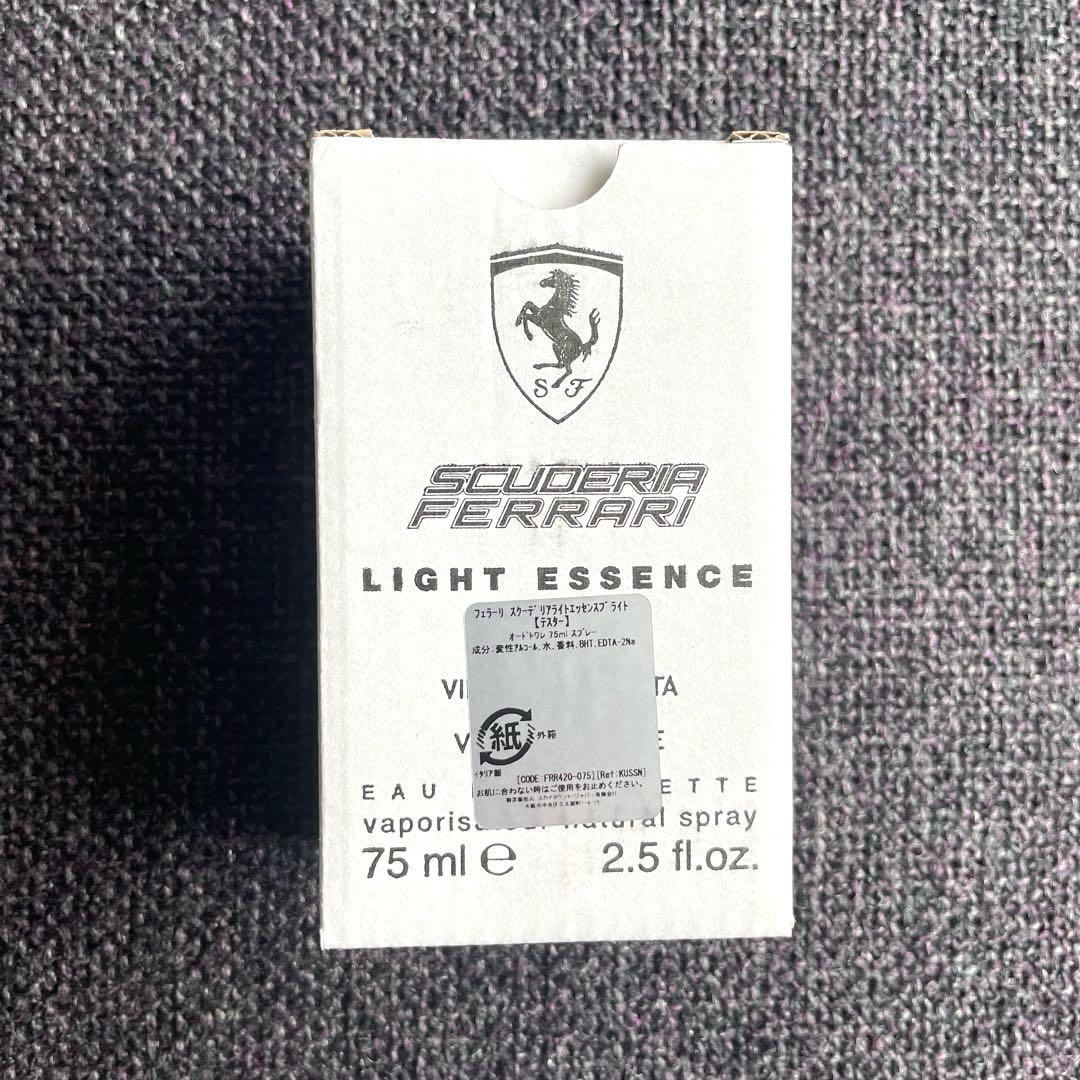 S F
SCUDERIA
FERRARI
LIGHT ESSENCE
フェラーリ スクーデリアライトエッセンスブライト
【テスター】
オードトワレ 75ml スプレー
成分:変性アルコール、水、香料、BHT、EDTA-2Na
VI TA
紙 外箱
V E
イタリア製
[CODE:FRR420-075][Ref:KUSSN]
お肌に合わない時はご使用をお止めください。
EAU ETTE
vaporisateur natural spray
75 ml e 2.5 fl.oz.